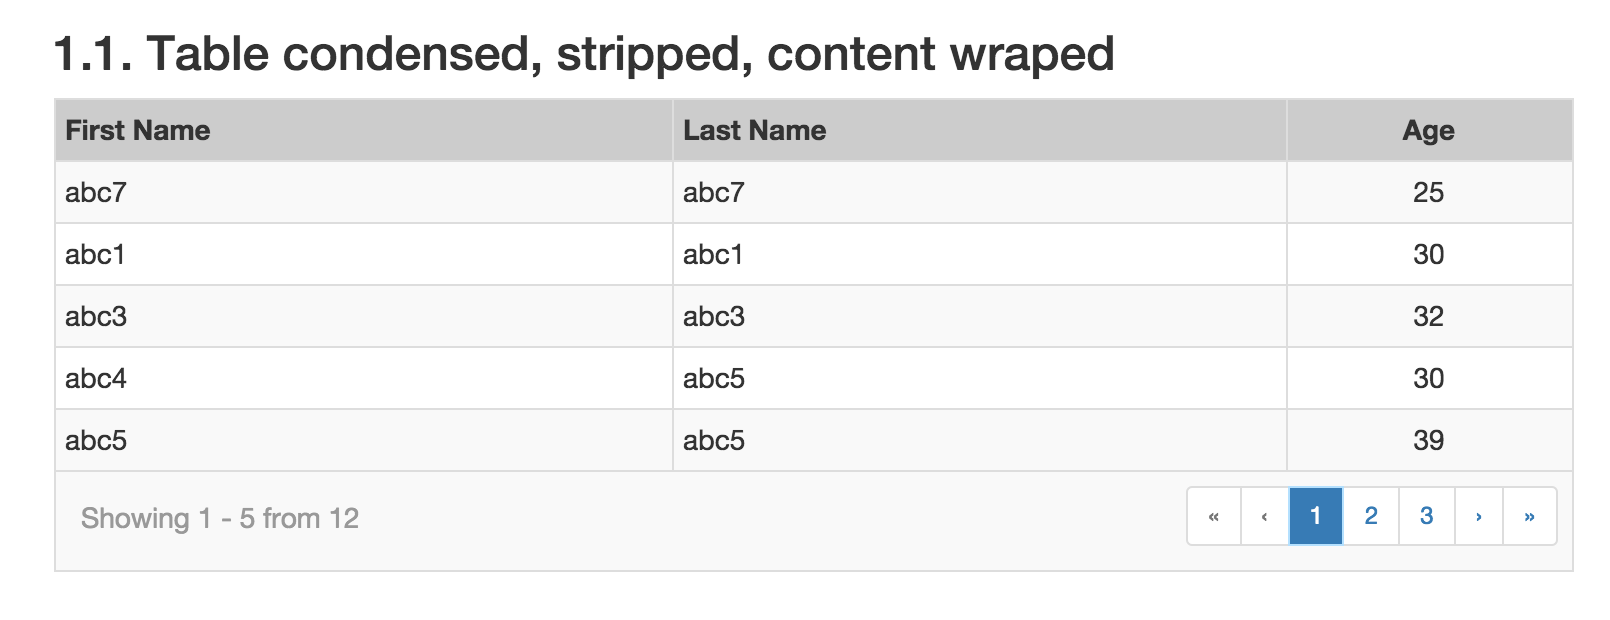 1.1. Table condensed, stripped, content wraped
First Name Last Name Age
abc7 abc7 25
abc1 abc1 30
abc3 abc3 32
abc4 abc5 30
abc5 abc5 39
Showing 1 - 5 from 12 « ‹ 1 2 3 › »